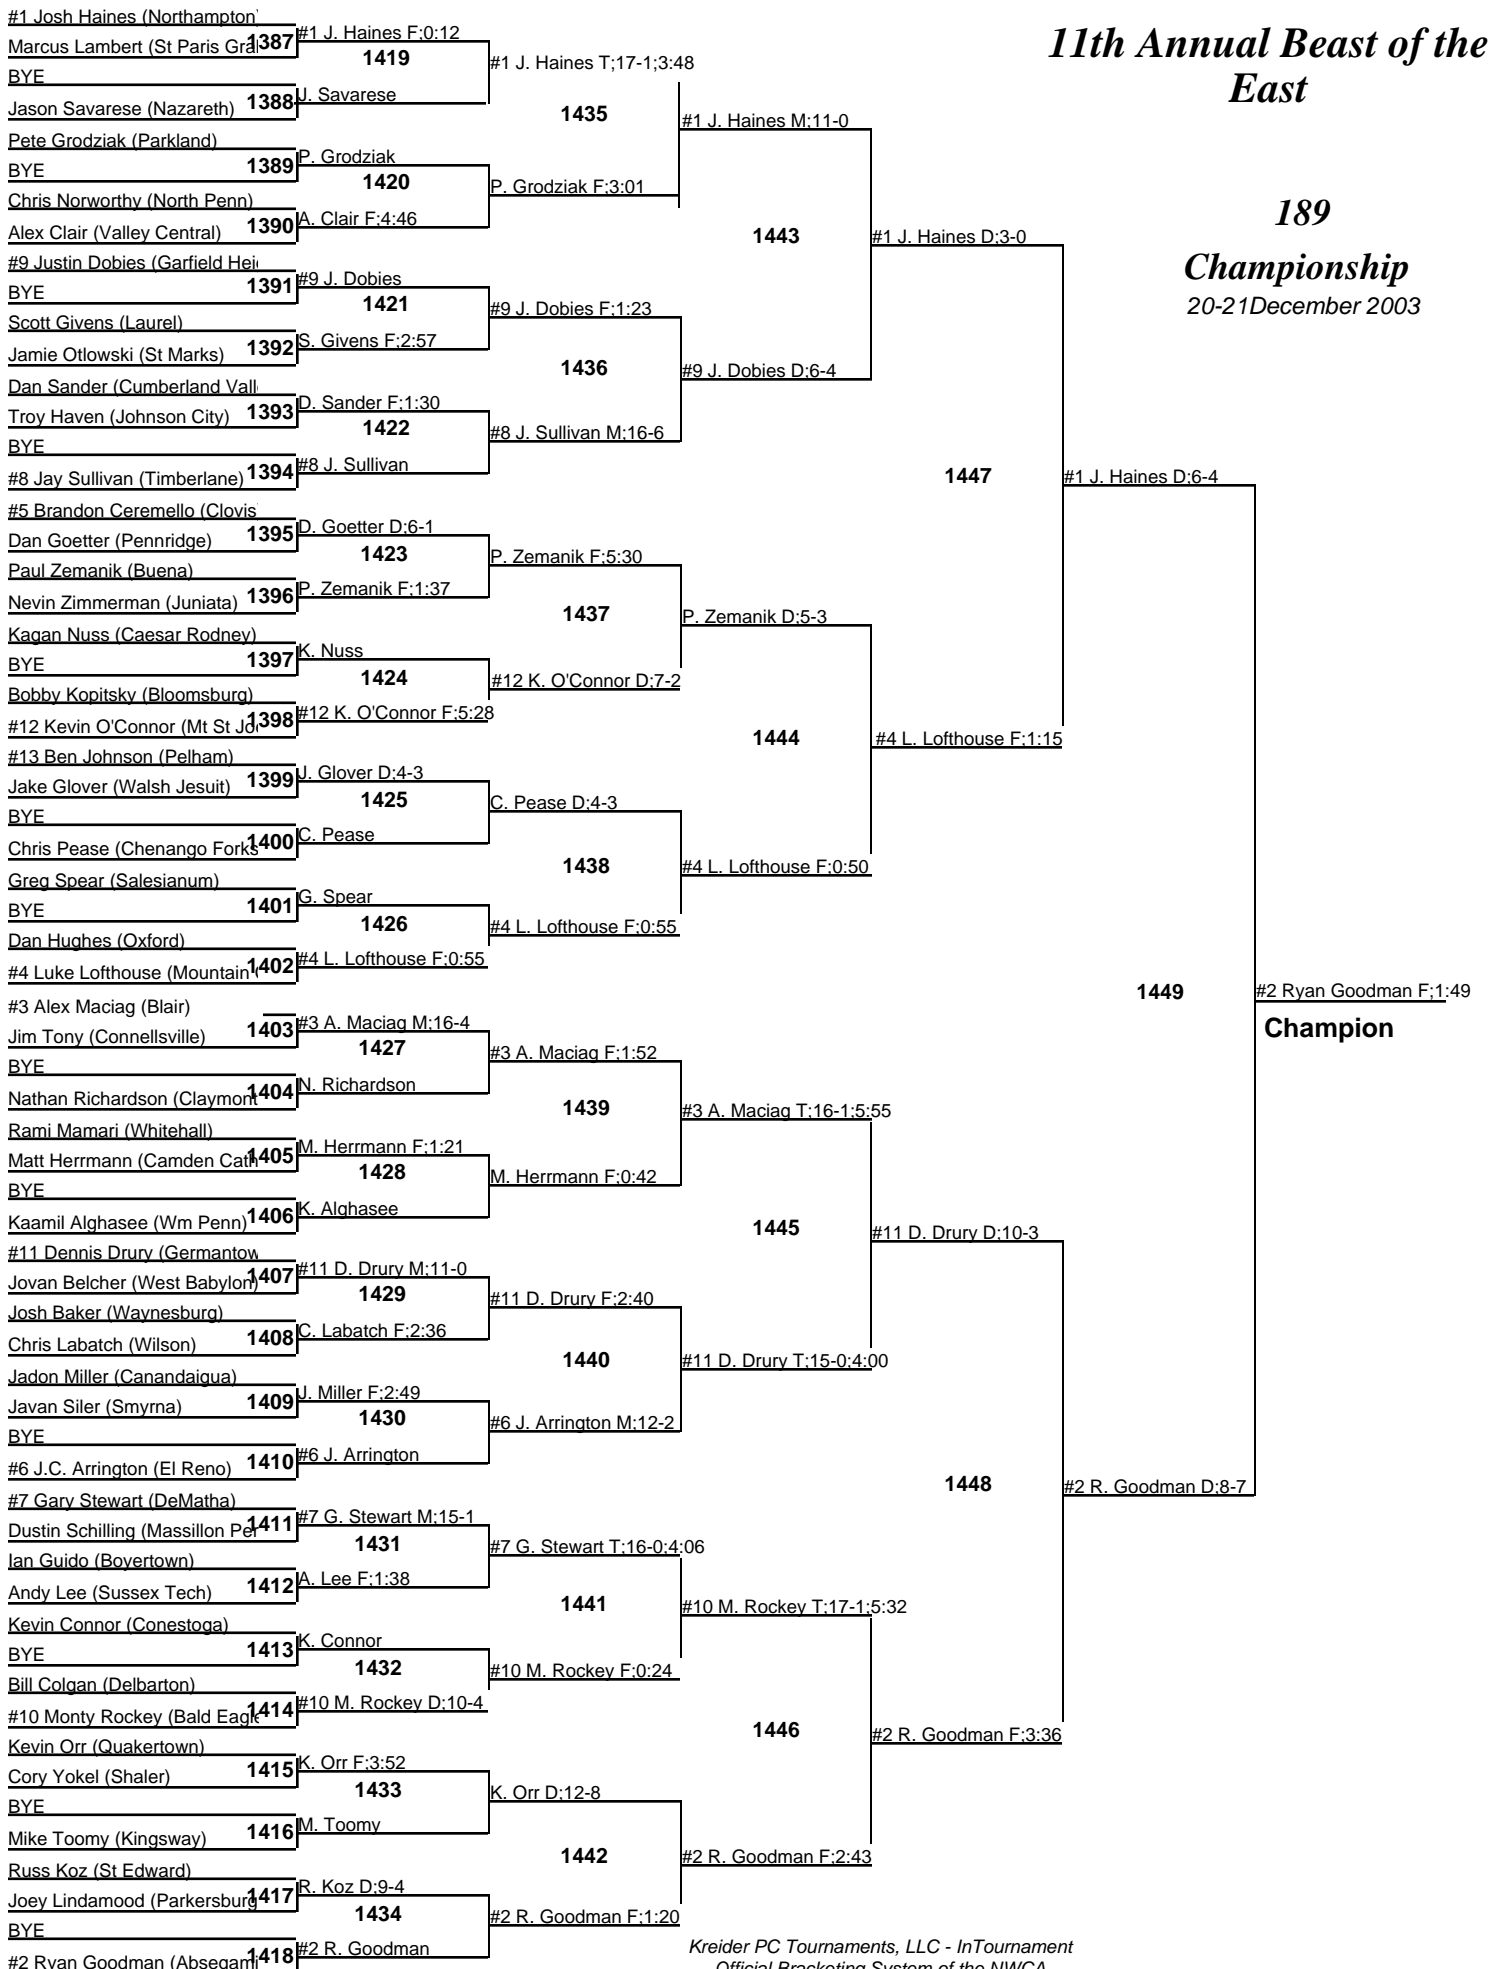 11th Annual Beast of the
East
189
Championship
20-21December 2003
#1 Josh Haines (Northampton)
Marcus Lambert (St Paris Gra
BYE
Jason Savarese (Nazareth)
Pete Grodziak (Parkland)
BYE
Chris Norworthy (North Penn)
Alex Clair (Valley Central)
#9 Justin Dobies (Garfield Hei
BYE
Scott Givens (Laurel)
Jamie Otlowski (St Marks)
Dan Sander (Cumberland Vall
Troy Haven (Johnson City)
BYE
#8 Jay Sullivan (Timberlane)
#5 Brandon Ceremello (Clovis
Dan Goetter (Pennridge)
Paul Zemanik (Buena)
Nevin Zimmerman (Juniata)
Kagan Nuss (Caesar Rodney)
BYE
Bobby Kopitsky (Bloomsburg)
#12 Kevin O'Connor (Mt St Jo
#13 Ben Johnson (Pelham)
Jake Glover (Walsh Jesuit)
BYE
Chris Pease (Chenango Forks
Greg Spear (Salesianum)
BYE
Dan Hughes (Oxford)
#4 Luke Lofthouse (Mountain
#3 Alex Maciag (Blair)
Jim Tony (Connellsville)
BYE
Nathan Richardson (Claymont
Rami Mamari (Whitehall)
Matt Herrmann (Camden Cath
BYE
Kaamil Alghasee (Wm Penn)
#11 Dennis Drury (Germantow
Jovan Belcher (West Babylon)
Josh Baker (Waynesburg)
Chris Labatch (Wilson)
Jadon Miller (Canandaigua)
Javan Siler (Smyrna)
BYE
#6 J.C. Arrington (El Reno)
#7 Gary Stewart (DeMatha)
Dustin Schilling (Massillon Per
Ian Guido (Boyertown)
Andy Lee (Sussex Tech)
Kevin Connor (Conestoga)
BYE
Bill Colgan (Delbarton)
#10 Monty Rockey (Bald Eagle
Kevin Orr (Quakertown)
Cory Yokel (Shaler)
BYE
Mike Toomy (Kingsway)
Russ Koz (St Edward)
Joey Lindamood (Parkersburg
BYE
#2 Ryan Goodman (Absegami
1387
1388
1389
1390
1391
1392
1393
1394
1395
1396
1397
1398
1399
1400
1401
1402
1403
1404
1405
1406
1407
1408
1409
1410
1411
1412
1413
1414
1415
1416
1417
1418
#1 J. Haines F;0:12
1419
J. Savarese
P. Grodziak
1420
A. Clair F;4:46
#9 J. Dobies
1421
S. Givens F;2:57
D. Sander F;1:30
1422
#8 J. Sullivan
D. Goetter D;6-1
1423
P. Zemanik F;1:37
K. Nuss
1424
#12 K. O'Connor F;5:28
J. Glover D;4-3
1425
C. Pease
G. Spear
1426
#4 L. Lofthouse F;0:55
#3 A. Maciag M;16-4
1427
N. Richardson
M. Herrmann F;1:21
1428
K. Alghasee
#11 D. Drury M;11-0
1429
C. Labatch F;2:36
J. Miller F;2:49
1430
#6 J. Arrington
#7 G. Stewart M;15-1
1431
A. Lee F;1:38
K. Connor
1432
#10 M. Rockey D;10-4
K. Orr F;3:52
1433
M. Toomy
R. Koz D;9-4
1434
#2 R. Goodman
#1 J. Haines T;17-1;3:48
1435
P. Grodziak F;3:01
#9 J. Dobies F;1:23
1436
#8 J. Sullivan M;16-6
P. Zemanik F;5:30
1437
#12 K. O'Connor D;7-2
C. Pease D;4-3
1438
#4 L. Lofthouse F;0:55
#3 A. Maciag F;1:52
1439
M. Herrmann F;0:42
#11 D. Drury F;2:40
1440
#6 J. Arrington M;12-2
#7 G. Stewart T;16-0;4:06
1441
#10 M. Rockey F;0:24
K. Orr D;12-8
1442
#2 R. Goodman F;1:20
#1 J. Haines M;11-0
1443
#9 J. Dobies D;6-4
P. Zemanik D;5-3
1444
#4 L. Lofthouse F;0:50
#3 A. Maciag T;16-1;5:55
1445
#11 D. Drury T;15-0;4:00
#10 M. Rockey T;17-1;5:32
1446
#2 R. Goodman F;2:43
#1 J. Haines D;3-0
1447
#4 L. Lofthouse F;1:15
#11 D. Drury D;10-3
1448
#2 R. Goodman F;3:36
#1 J. Haines D;6-4
1449
#2 R. Goodman D;8-7
#2 Ryan Goodman F;1:49
Champion
Kreider PC Tournaments, LLC - InTournament
Official Bracketing System of the NWCA